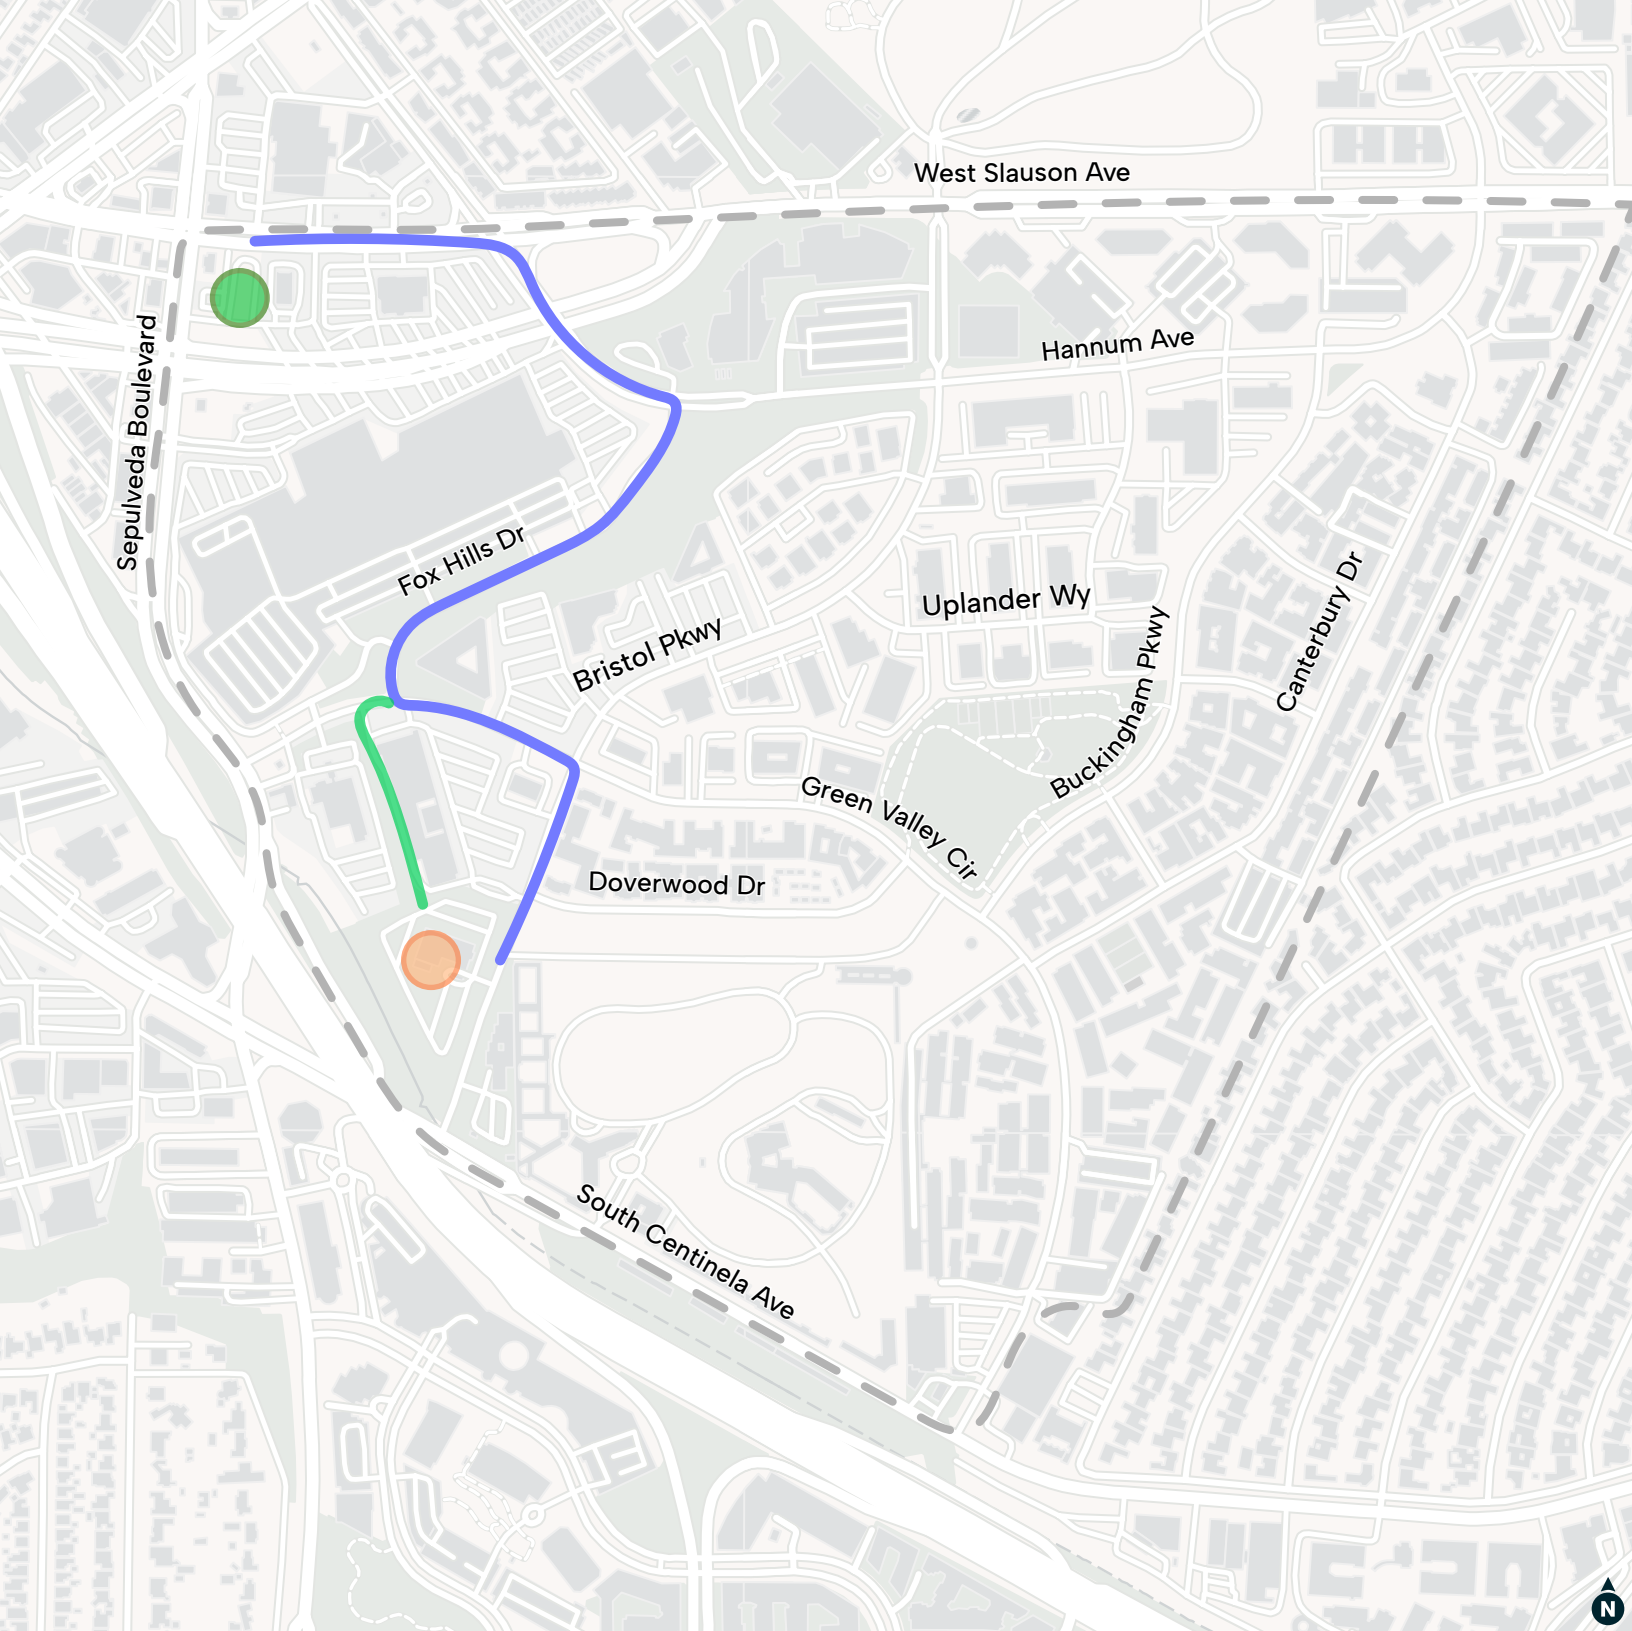 West Slauson Ave
Hannum Ave
Sepulveda Boulevard
Fox Hills Dr
Uplander Wy
Canterbury Dr
Bristol Pkwy
Buckingham Pkwy
Green Valley Cir
Doverwood Dr
South Centinela Ave
N